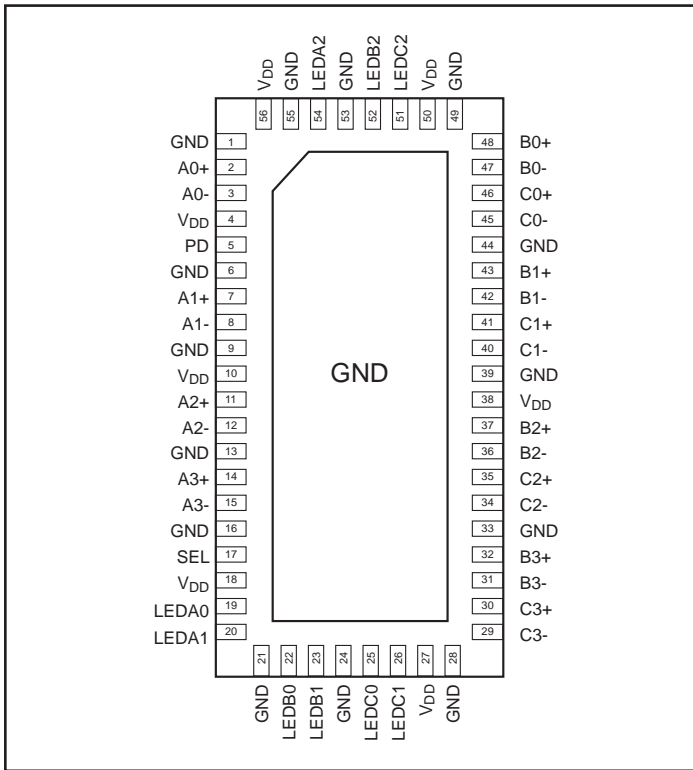 VDD GND LEDA2 GND LEDB2 LEDC2 VDD GND
56 55 54 53 52 51 50 49
GND 1
A0+ 2
A0- 3
VDD 4
PD 5
GND 6
A1+ 7
A1- 8
GND 9
VDD 10
A2+ 11
A2- 12
GND 13
A3+ 14
A3- 15
GND 16
SEL 17
VDD 18
LEDA0 19
LEDA1 20
GND
48 B0+
47 B0-
46 C0+
45 C0-
44 GND
43 B1+
42 B1-
41 C1+
40 C1-
39 GND
38 VDD
37 B2+
36 B2-
35 C2+
34 C2-
33 GND
32 B3+
31 B3-
30 C3+
29 C3-
21 22 23 24 25 26 27 28
GND LEDB0 LEDB1 GND LEDC0 LEDC1 VDD GND